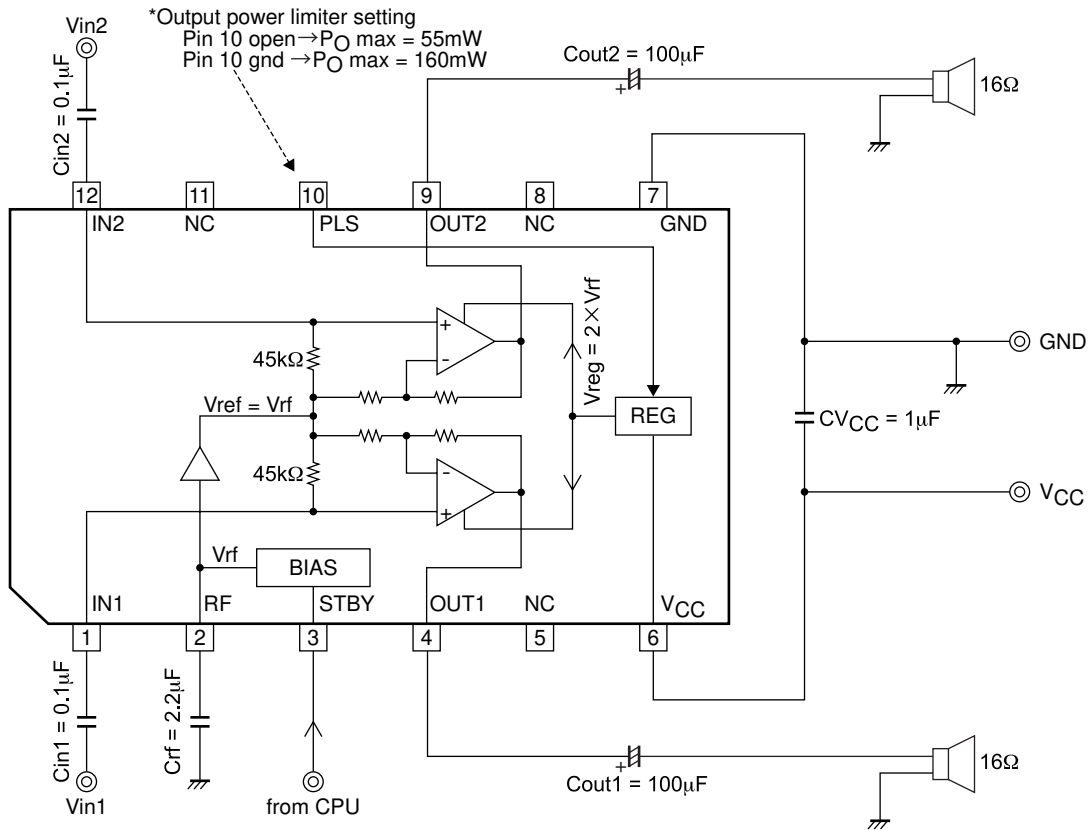 Vin2
*Output power limiter setting
Pin 10 open→PO max = 55mW
Pin 10 gnd →PO max = 160mW
Cin2 = 0.1µF
Cout2 = 100µF
+
16Ω
12
11
10
9
8
7
IN2
NC
PLS
OUT2
NC
GND
+
-
45kΩ
Vreg = 2 × Vrf
GND
Vref = Vrf
REG
CVCC = 1µF
45kΩ
-
+
VCC
Vrf
BIAS
IN1
RF
STBY
OUT1
NC
VCC
1
2
3
4
5
6
Cin1 = 0.1µF
Crf = 2.2µF
Vin1
from CPU
+
Cout1 = 100µF
16Ω